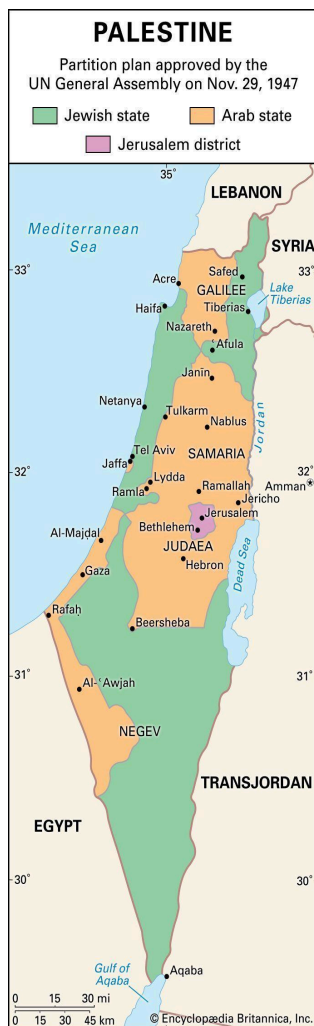 PALESTINE
Partition plan approved by the
UN General Assembly on Nov. 29, 1947
Jewish state
Arab state
Jerusalem district
35°
LEBANON
Mediterranean
Sea
SYRIA
33°
33°
Safed
Acre
GALILEE
Lake
Tiberias
Haifa
Tiberias
Nazareth
ʿAfula
Janīn
Netanya
Tulkarm
Nablus
Jordan
SAMARIA
Tel Aviv
Jaffa
32°
32°
Lydda
Ramallah
Amman
Ramla
Jericho
Jerusalem
Al-Majdal
Bethlehem
JUDAEA
Dead Sea
Gaza
Hebron
Rafaḥ
Beersheba
31°
31°
Al-ʿAwjah
NEGEV
TRANSJORDAN
EGYPT
30°
30°
Gulf of
Aqaba
Aqaba
0 15 30 mi
0 15 30 45 km
© Encyclopædia Britannica, Inc.